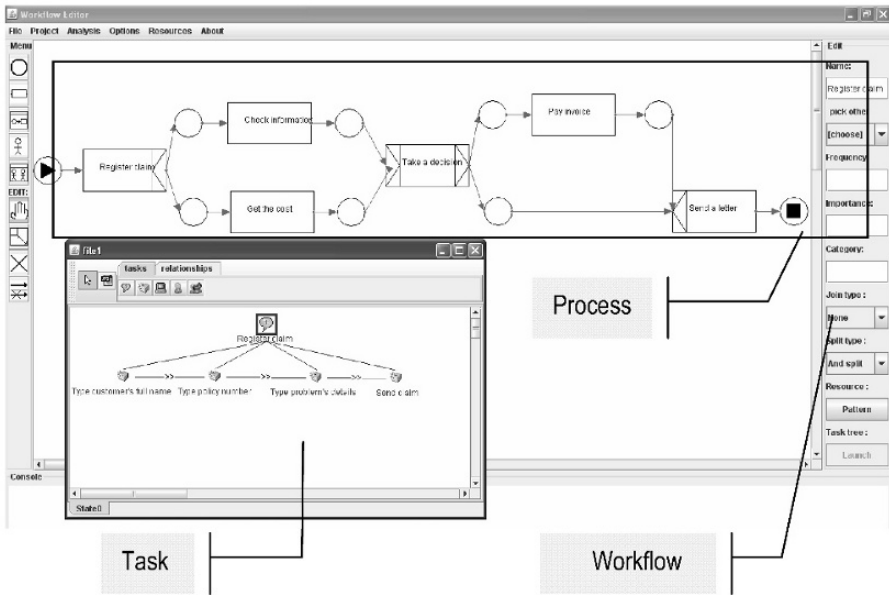 Workflow Editor
File Project Analysis Options Resources About
Menu
EDIT:
Register claim
Check information
Get the cost
Take a decision
Pay invoice
Send a letter
Edit
Name:
Register claim
pick othe
[choose]
Frequency
Importance:
Category:
Join type :
None
Split type :
And split
Resource :
Pattern
Task tree :
Launch
file1
tasks relationships
Register claim
>> >> >>
Type customer's full name Type policy number Type problem's details Send claim
State0
Console
Process
Task
Workflow